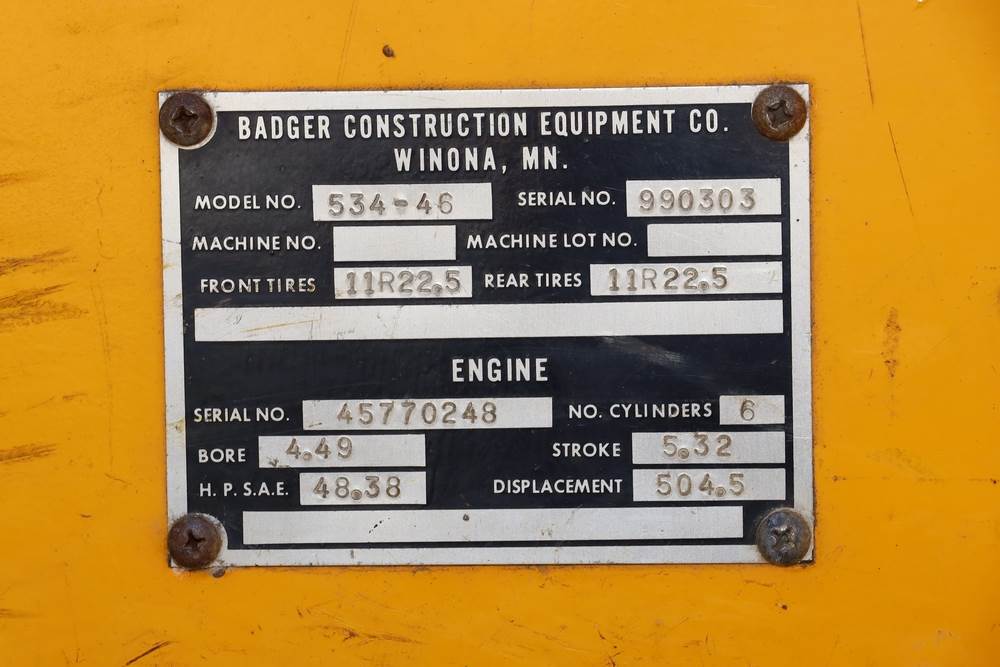 BADGER CONSTRUCTION EQUIPMENT CO.
WINONA, MN.
MODEL NO. 534-46 SERIAL NO. 990303
MACHINE NO. MACHINE LOT NO.
FRONT TIRES 11R22.5 REAR TIRES 11R22.5
ENGINE
SERIAL NO. 45770248 NO. CYLINDERS 6
BORE 4.49 STROKE 5.32
H. P. S.A.E. 48.38 DISPLACEMENT 504.5